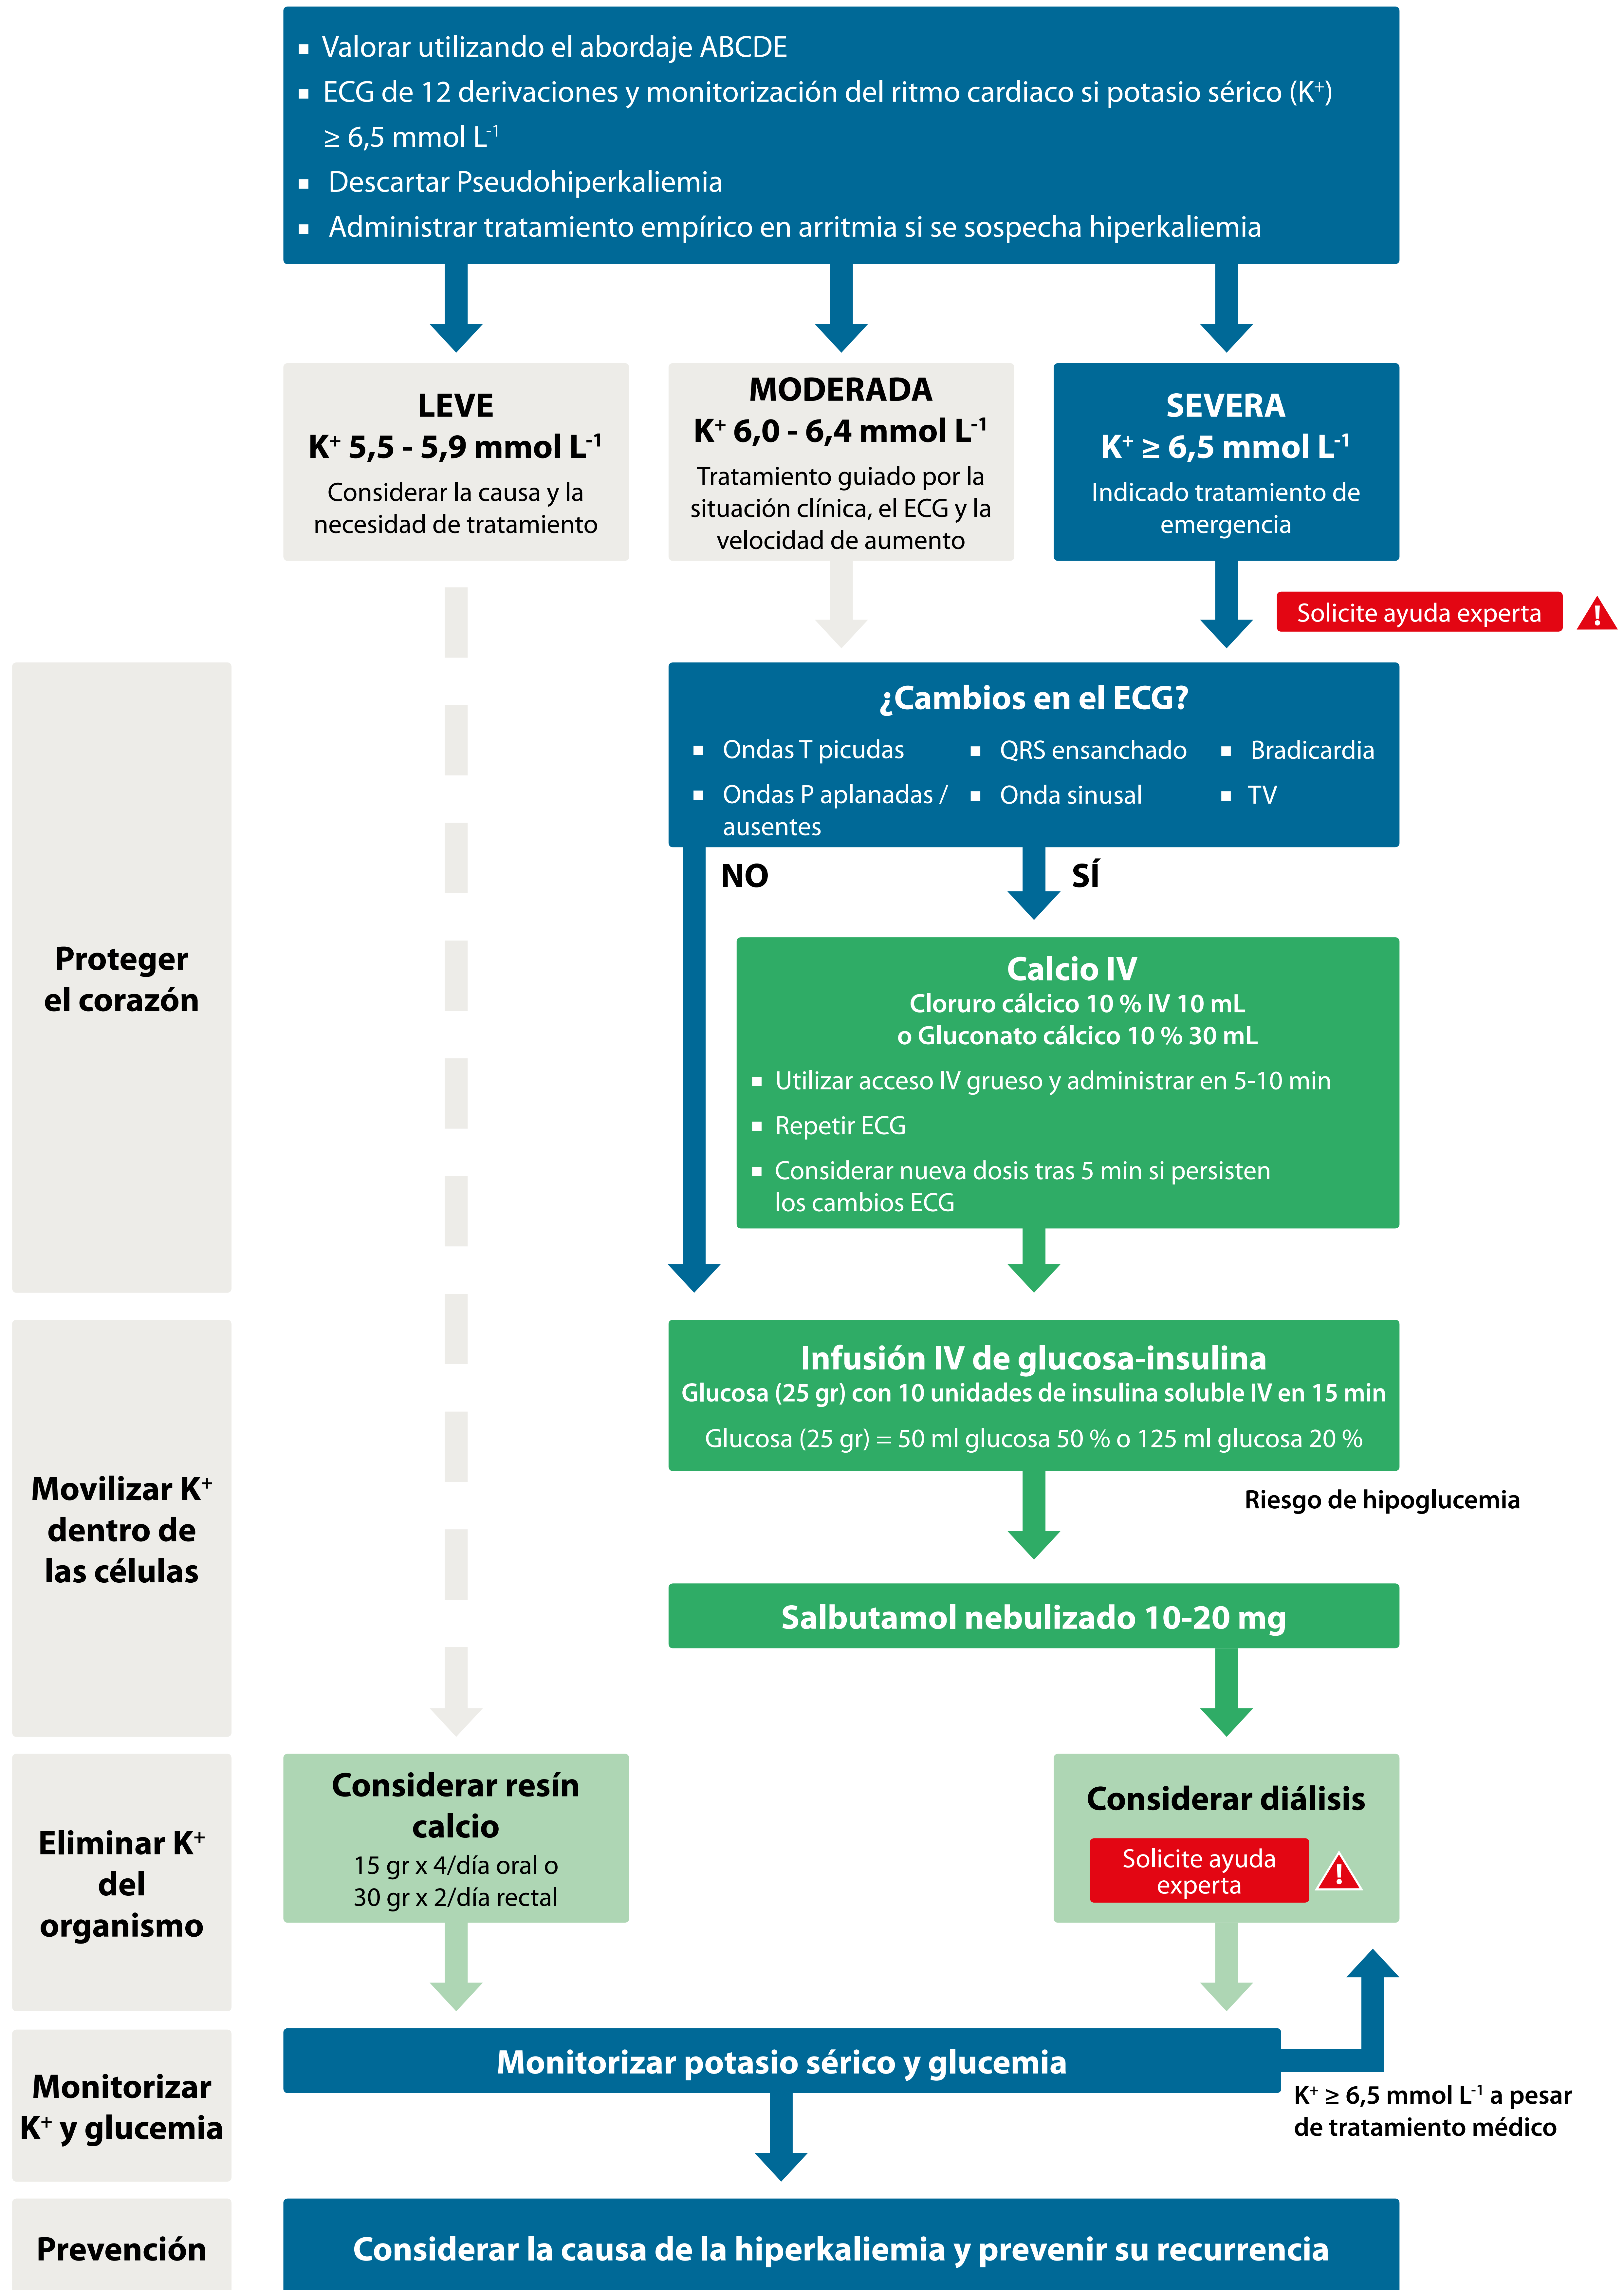 ▪ Valorar utilizando el abordaje ABCDE
▪ ECG de 12 derivaciones y monitorización del ritmo cardiaco si potasio sérico (K⁺)
≥ 6,5 mmol L⁻¹
▪ Descartar Pseudohiperkaliemia
▪ Administrar tratamiento empírico en arritmia si se sospecha hiperkaliemia
LEVE
K⁺ 5,5 - 5,9 mmol L⁻¹
Considerar la causa y la
necesidad de tratamiento
MODERADA
K⁺ 6,0 - 6,4 mmol L⁻¹
Tratamiento guiado por la
situación clínica, el ECG y la
velocidad de aumento
SEVERA
K⁺ ≥ 6,5 mmol L⁻¹
Indicado tratamiento de
emergencia
Solicite ayuda experta
!
Proteger
el corazón
¿Cambios en el ECG?
▪ Ondas T picudas
▪ Ondas P aplanadas /
ausentes
▪ QRS ensanchado
▪ Onda sinusal
▪ Bradicardia
▪ TV
NO
SÍ
Calcio IV
Cloruro cálcico 10 % IV 10 mL
o Gluconato cálcico 10 % 30 mL
▪ Utilizar acceso IV grueso y administrar en 5-10 min
▪ Repetir ECG
▪ Considerar nueva dosis tras 5 min si persisten
los cambios ECG
Movilizar K⁺
dentro de
las células
Infusión IV de glucosa-insulina
Glucosa (25 gr) con 10 unidades de insulina soluble IV en 15 min
Glucosa (25 gr) = 50 ml glucosa 50 % o 125 ml glucosa 20 %
Riesgo de hipoglucemia
Salbutamol nebulizado 10-20 mg
Eliminar K⁺
del
organismo
Considerar resín
calcio
15 gr x 4/día oral o
30 gr x 2/día rectal
Considerar diálisis
Solicite ayuda
experta
!
Monitorizar
K⁺ y glucemia
Monitorizar potasio sérico y glucemia
K⁺ ≥ 6,5 mmol L⁻¹ a pesar
de tratamiento médico
Prevención
Considerar la causa de la hiperkaliemia y prevenir su recurrencia